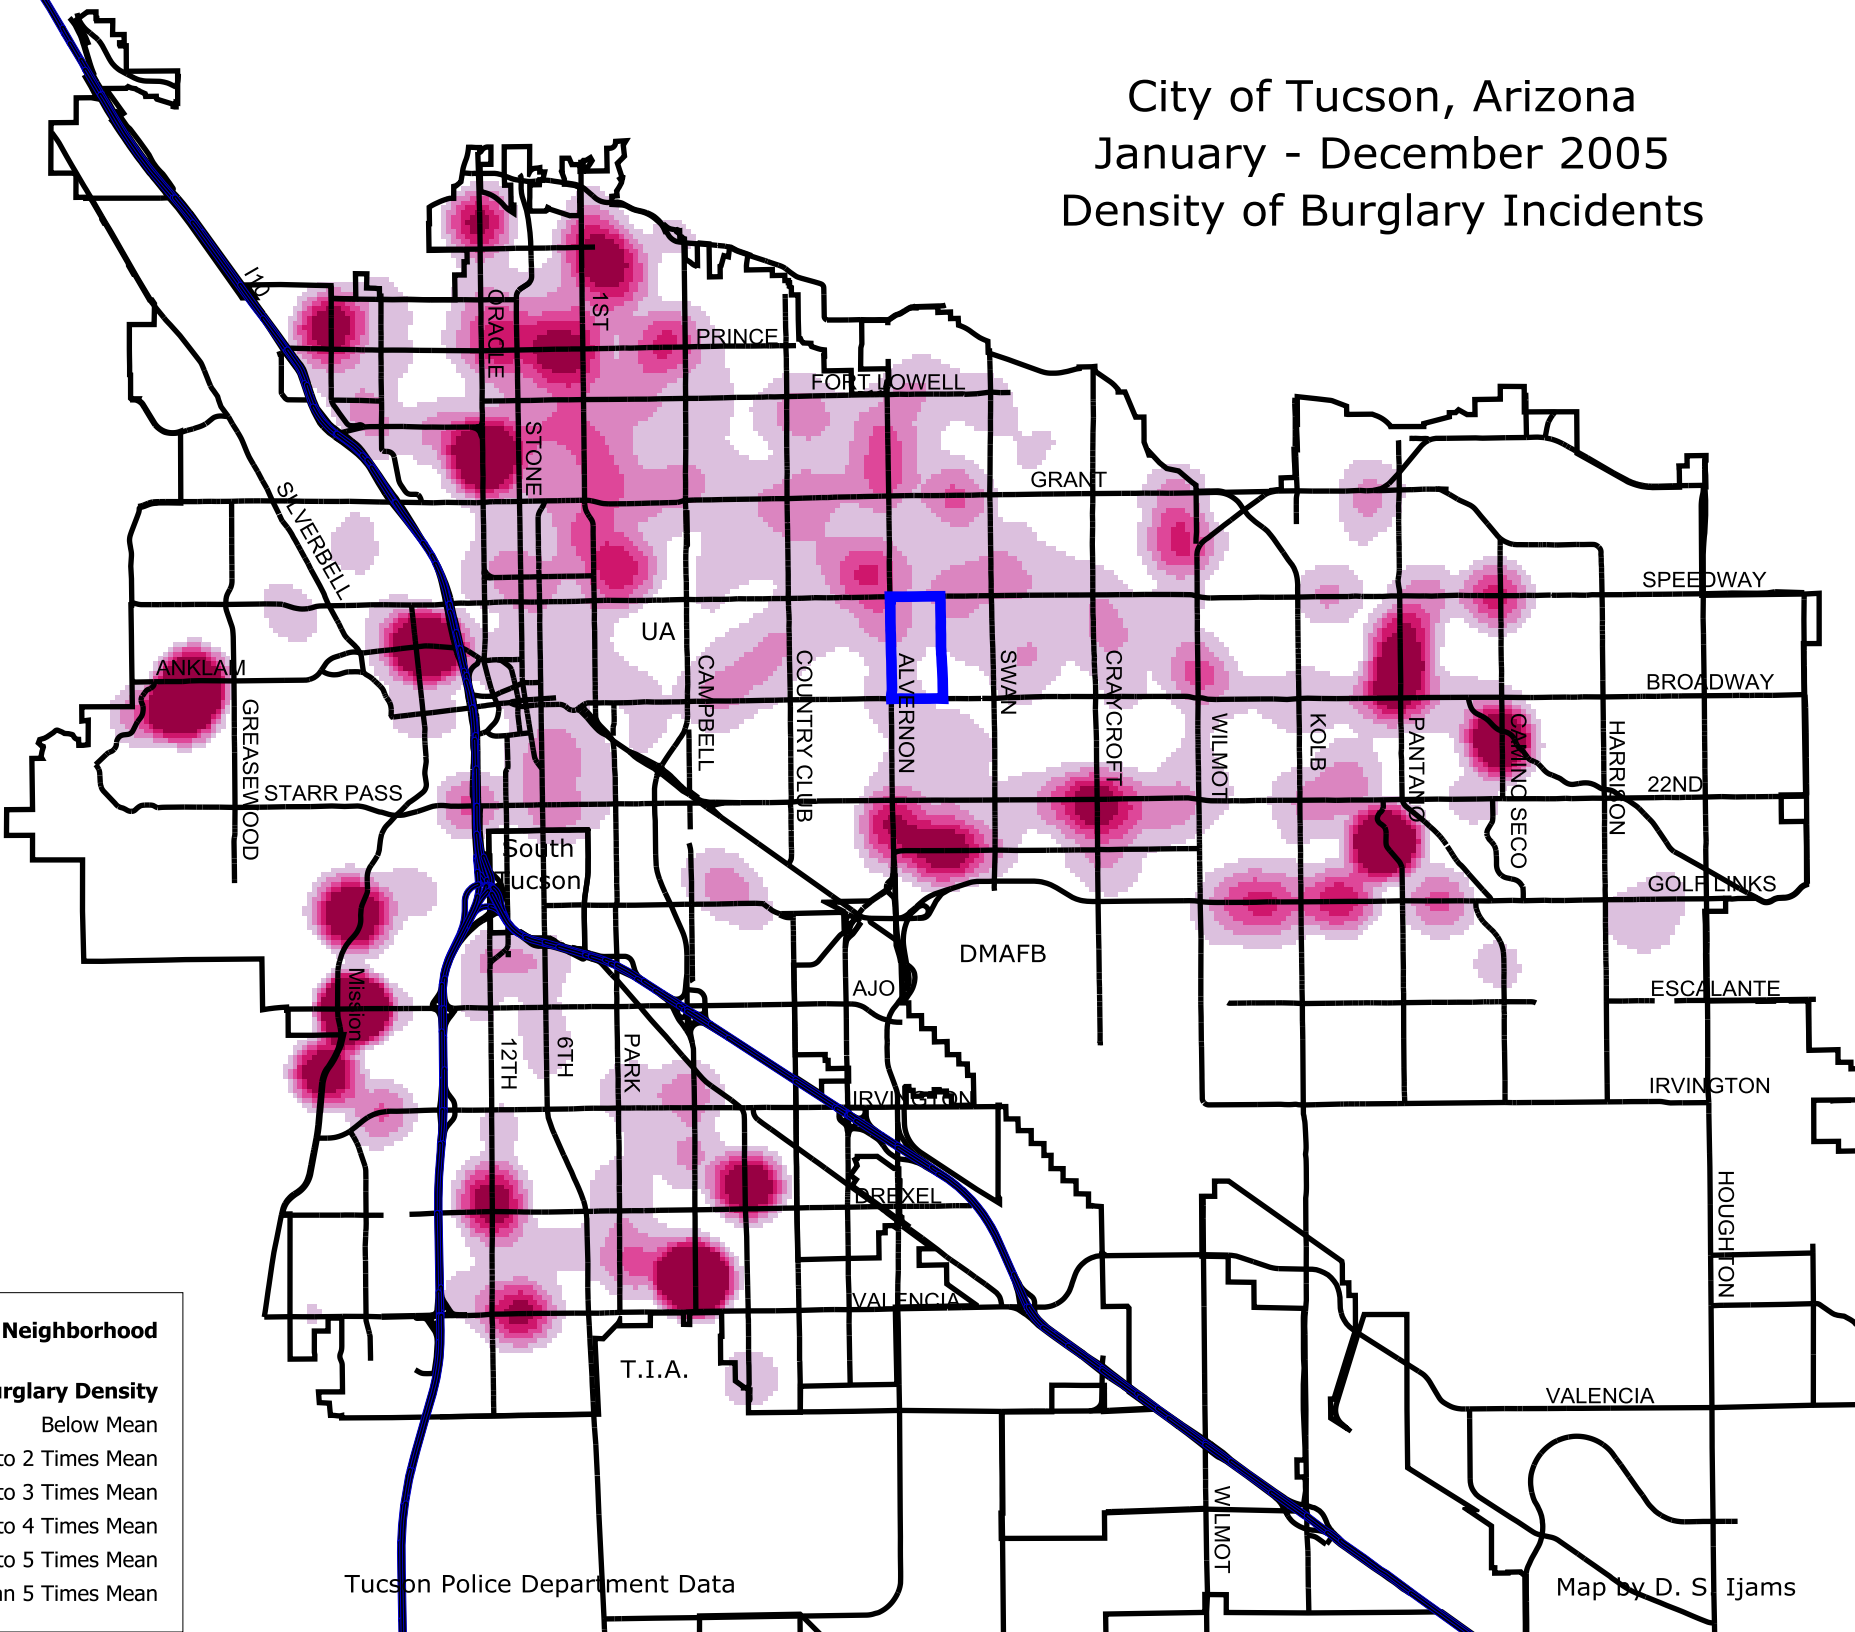 City of Tucson, Arizona
January - December 2005
Density of Burglary Incidents
I10
ORACLE
1ST
PRINCE
FORT LOWELL
STONE
GRANT
SILVERBELL
SPEEDWAY
UA
ANKLAM
CAMPBELL
COUNTRY CLUB
ALVERNON
SWAN
CRAYCROFT
BROADWAY
GREASEWOOD
WILMOT
KOLB
PANTANO
CAMINO SECO
HARRISON
STARR PASS
22ND
South
Tucson
GOLF LINKS
DMAFB
Mission
AJO
ESCALANTE
12TH
6TH
PARK
IRVINGTON
IRVINGTON
DREXEL
HOUGHTON
VALENCIA
Neighborhood
T.I.A.
urglary Density
VALENCIA
Below Mean
to 2 Times Mean
to 3 Times Mean
WILMOT
to 4 Times Mean
to 5 Times Mean
an 5 Times Mean
Tucson Police Department Data
Map by D. S. Ijams